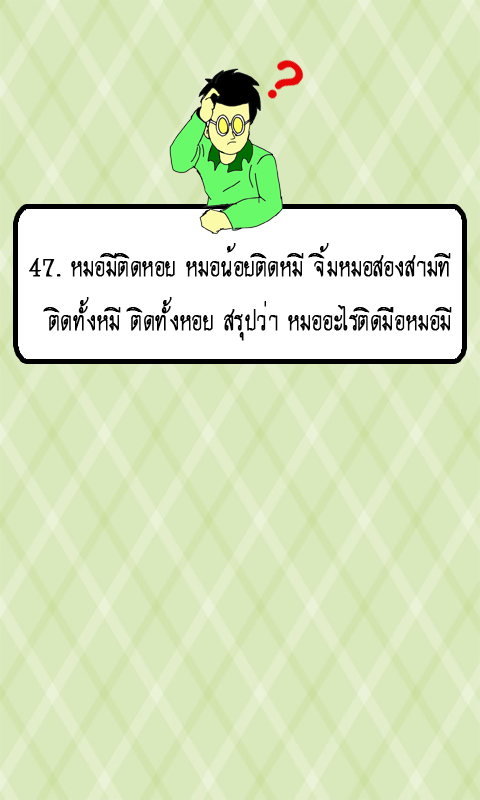 47. หมอมีติดหอย หมอน้อยติดหมี จิ้มหมอสองสามที
ติดทั้งหมี ติดทั้งหอย สรุปว่า หมออะไรติดมือหมอมี
?